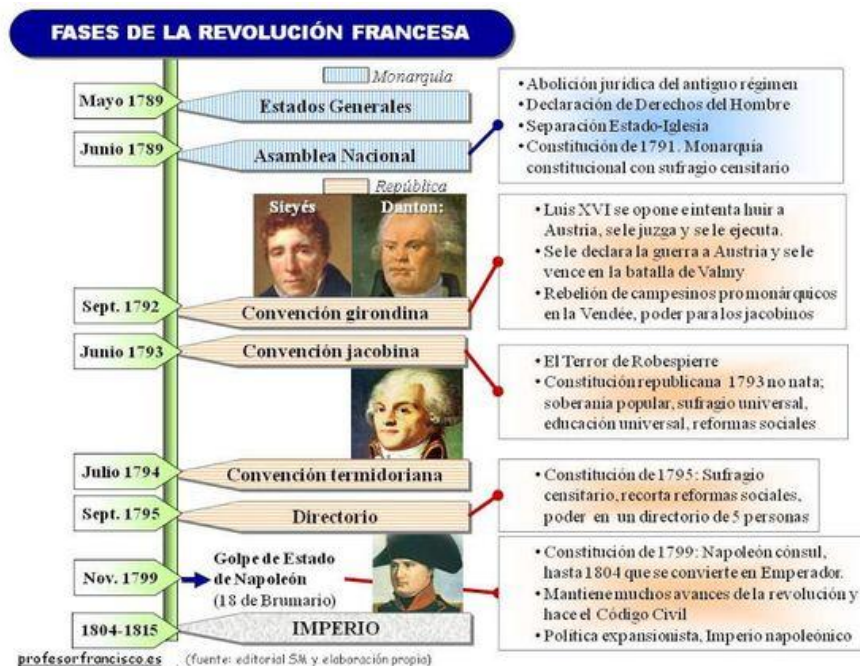 FASES DE LA REVOLUCIÓN FRANCESA
Monarquía
Mayo 1789
Estados Generales
Junio 1789
Asamblea Nacional
• Abolición jurídica del antiguo régimen
• Declaración de Derechos del Hombre
• Separación Estado-Iglesia
• Constitución de 1791. Monarquía
constitucional con sufragio censitario
República
Sieyés
Danton:
Sept. 1792
Convención girondina
• Luis XVI se opone e intenta huir a
Austria, se le juzga y se le ejecuta.
• Se le declara la guerra a Austria y se le
vence en la batalla de Valmy
• Rebelión de campesinos promonárquicos
en la Vendée, poder para los jacobinos
Junio 1793
Convención jacobina
• El Terror de Robespierre
• Constitución republicana 1793 no nata;
soberanía popular, sufragio universal,
educación universal, reformas sociales
Julio 1794
Convención termidoriana
Sept. 1795
Directorio
• Constitución de 1795: Sufragio
censitario, recorta reformas sociales,
poder en un directorio de 5 personas
Nov. 1799
Golpe de Estado
de Napoleón
(18 de Brumario)
• Constitución de 1799: Napoleón cónsul,
hasta 1804 que se convierte en Emperador.
• Mantiene muchos avances de la revolución y
hace el Código Civil
• Política expansionista, Imperio napoleónico
1804-1815
IMPERIO
profesorfrancisco.es (fuente: editorial SM y elaboración propia)